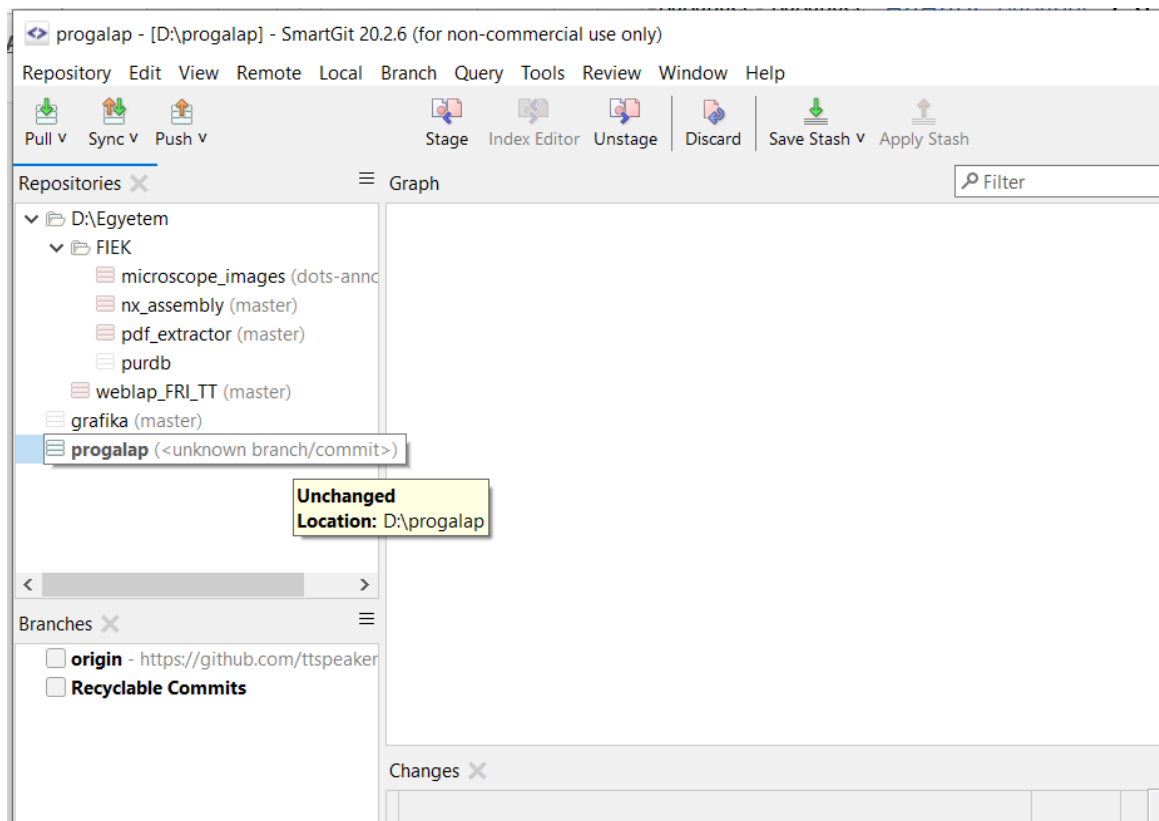 progalap - [D:\progalap] - SmartGit 20.2.6 (for non-commercial use only)
Repository Edit View Remote Local Branch Query Tools Review Window Help
Pull Sync Push Stage Index Editor Unstage Discard Save Stash Apply Stash
Repositories
Graph
Filter
D:\Egyetem
FIEK
microscope_images (dots-anno
nx_assembly (master)
pdf_extractor (master)
purdb
weblap_FRI_TT (master)
grafika (master)
progalap (<unknown branch/commit>)
Unchanged
Location: D:\progalap
Branches
origin - https://github.com/ttspeaker
Recyclable Commits
Changes